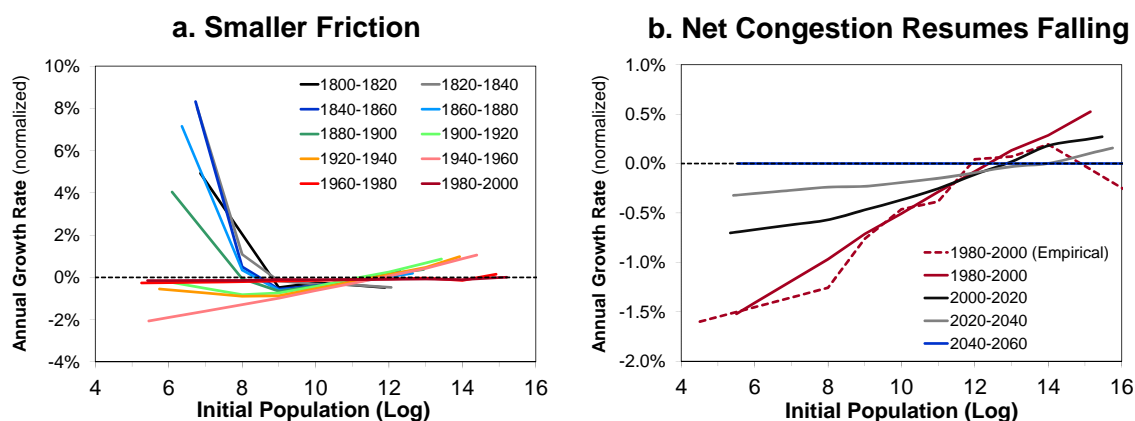 a. Smaller Friction
Annual Growth Rate (normalized)
10%
8%
6%
4%
2%
0%
-2%
-4%
1800-1820 1820-1840
1840-1860 1860-1880
1880-1900 1900-1920
1920-1940 1940-1960
1960-1980 1980-2000
4 6 8 10 12 14 16
Initial Population (Log)
b. Net Congestion Resumes Falling
Annual Growth Rate (normalized)
1.0%
0.5%
0.0%
-0.5%
-1.0%
-1.5%
-2.0%
1980-2000 (Empirical)
1980-2000
2000-2020
2020-2040
2040-2060
4 6 8 10 12 14 16
Initial Population (Log)